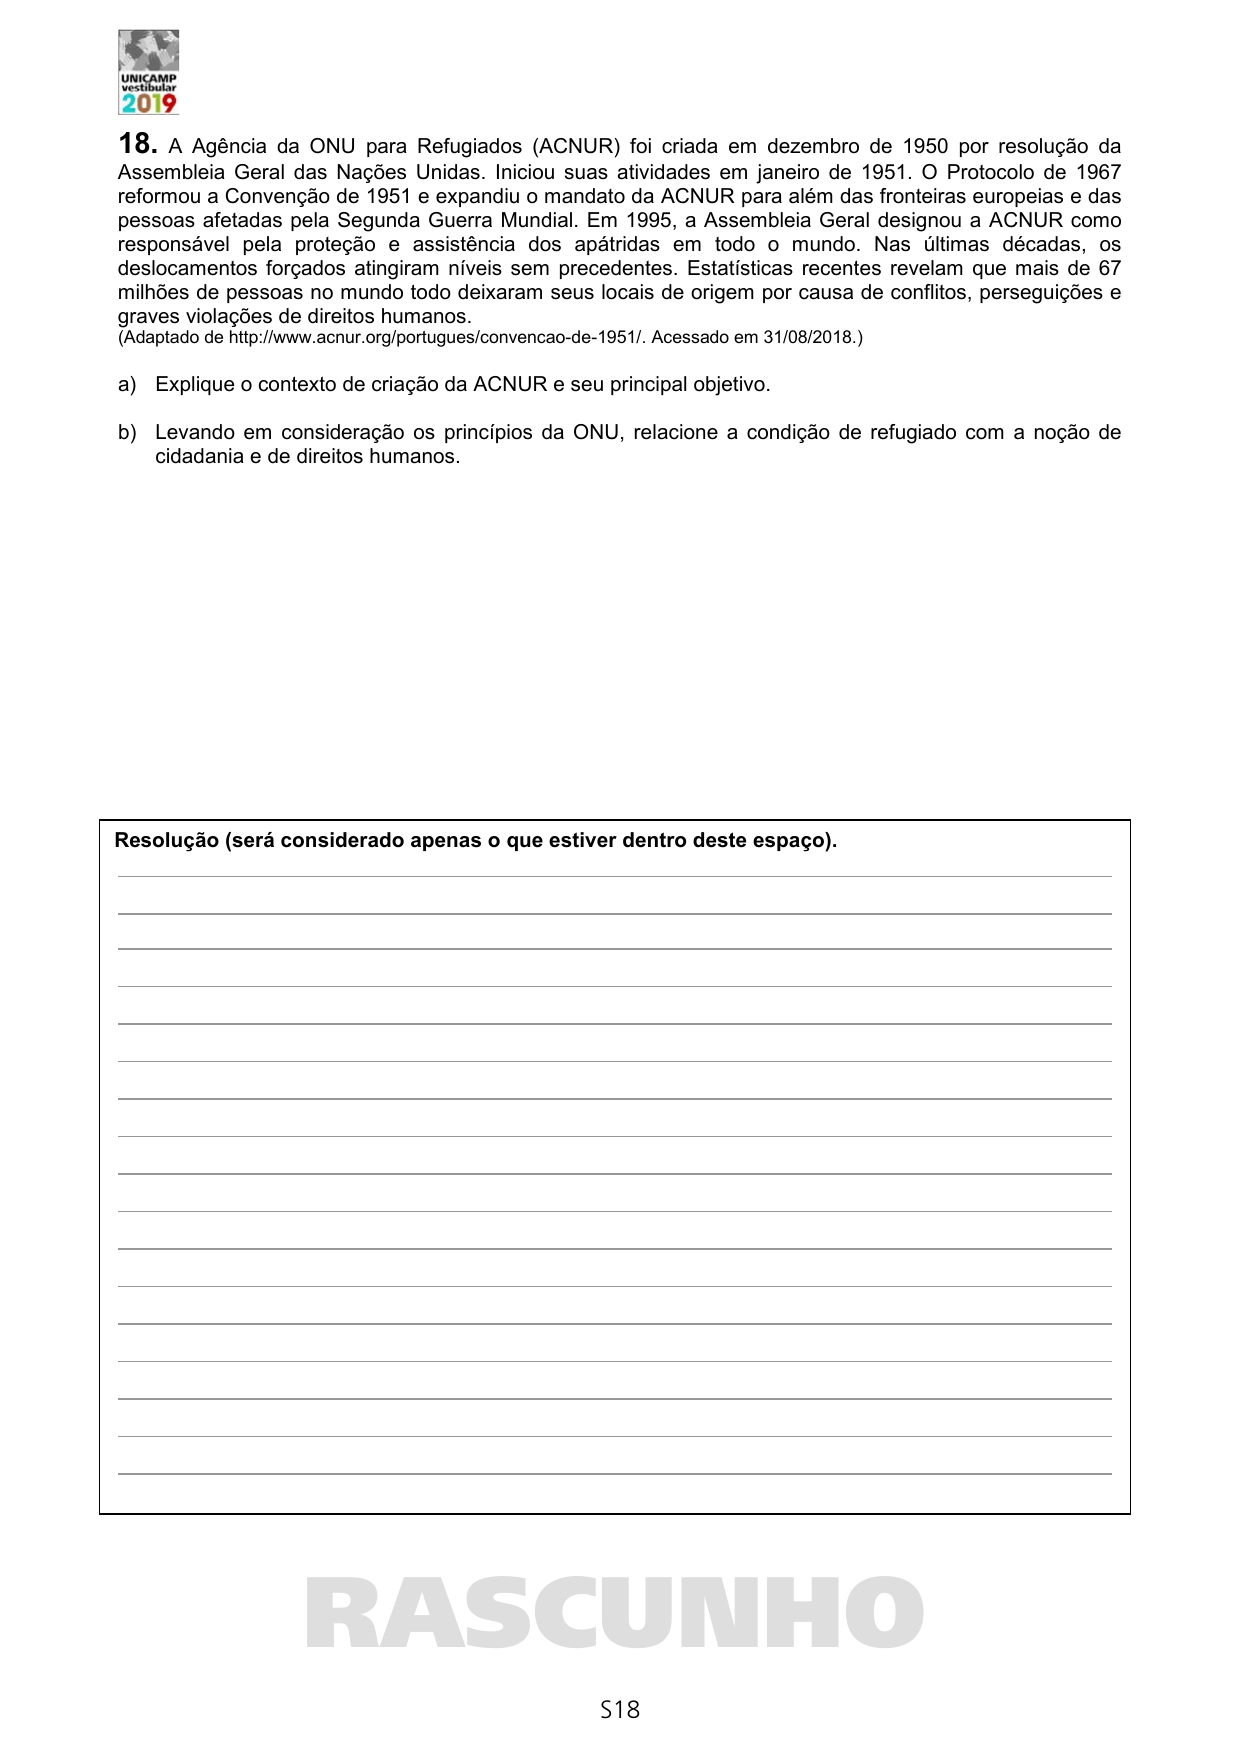 UNICAMP
vestibular
2019
18. A Agência da ONU para Refugiados (ACNUR) foi criada em dezembro de 1950 por resolução da
Assembleia Geral das Nações Unidas. Iniciou suas atividades em janeiro de 1951. O Protocolo de 1967
reformou a Convenção de 1951 e expandiu o mandato da ACNUR para além das fronteiras europeias e das
pessoas afetadas pela Segunda Guerra Mundial. Em 1995, a Assembleia Geral designou a ACNUR como
responsável pela proteção e assistência dos apátridas em todo o mundo. Nas últimas décadas, os
deslocamentos forçados atingiram níveis sem precedentes. Estatísticas recentes revelam que mais de 67
milhões de pessoas no mundo todo deixaram seus locais de origem por causa de conflitos, perseguições e
graves violações de direitos humanos.
(Adaptado de http://www.acnur.org/portugues/convencao-de-1951/. Acessado em 31/08/2018.)
a) Explique o contexto de criação da ACNUR e seu principal objetivo.
b) Levando em consideração os princípios da ONU, relacione a condição de refugiado com a noção de
cidadania e de direitos humanos.
Resolução (será considerado apenas o que estiver dentro deste espaço).
RASCUNHO
S18